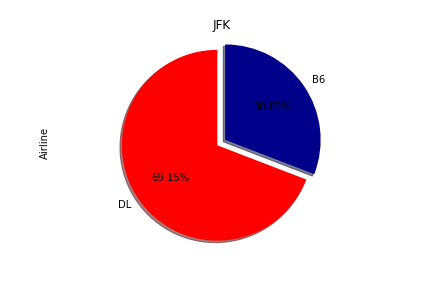 JFK
B6
30.85%
Airline
69.15%
DL